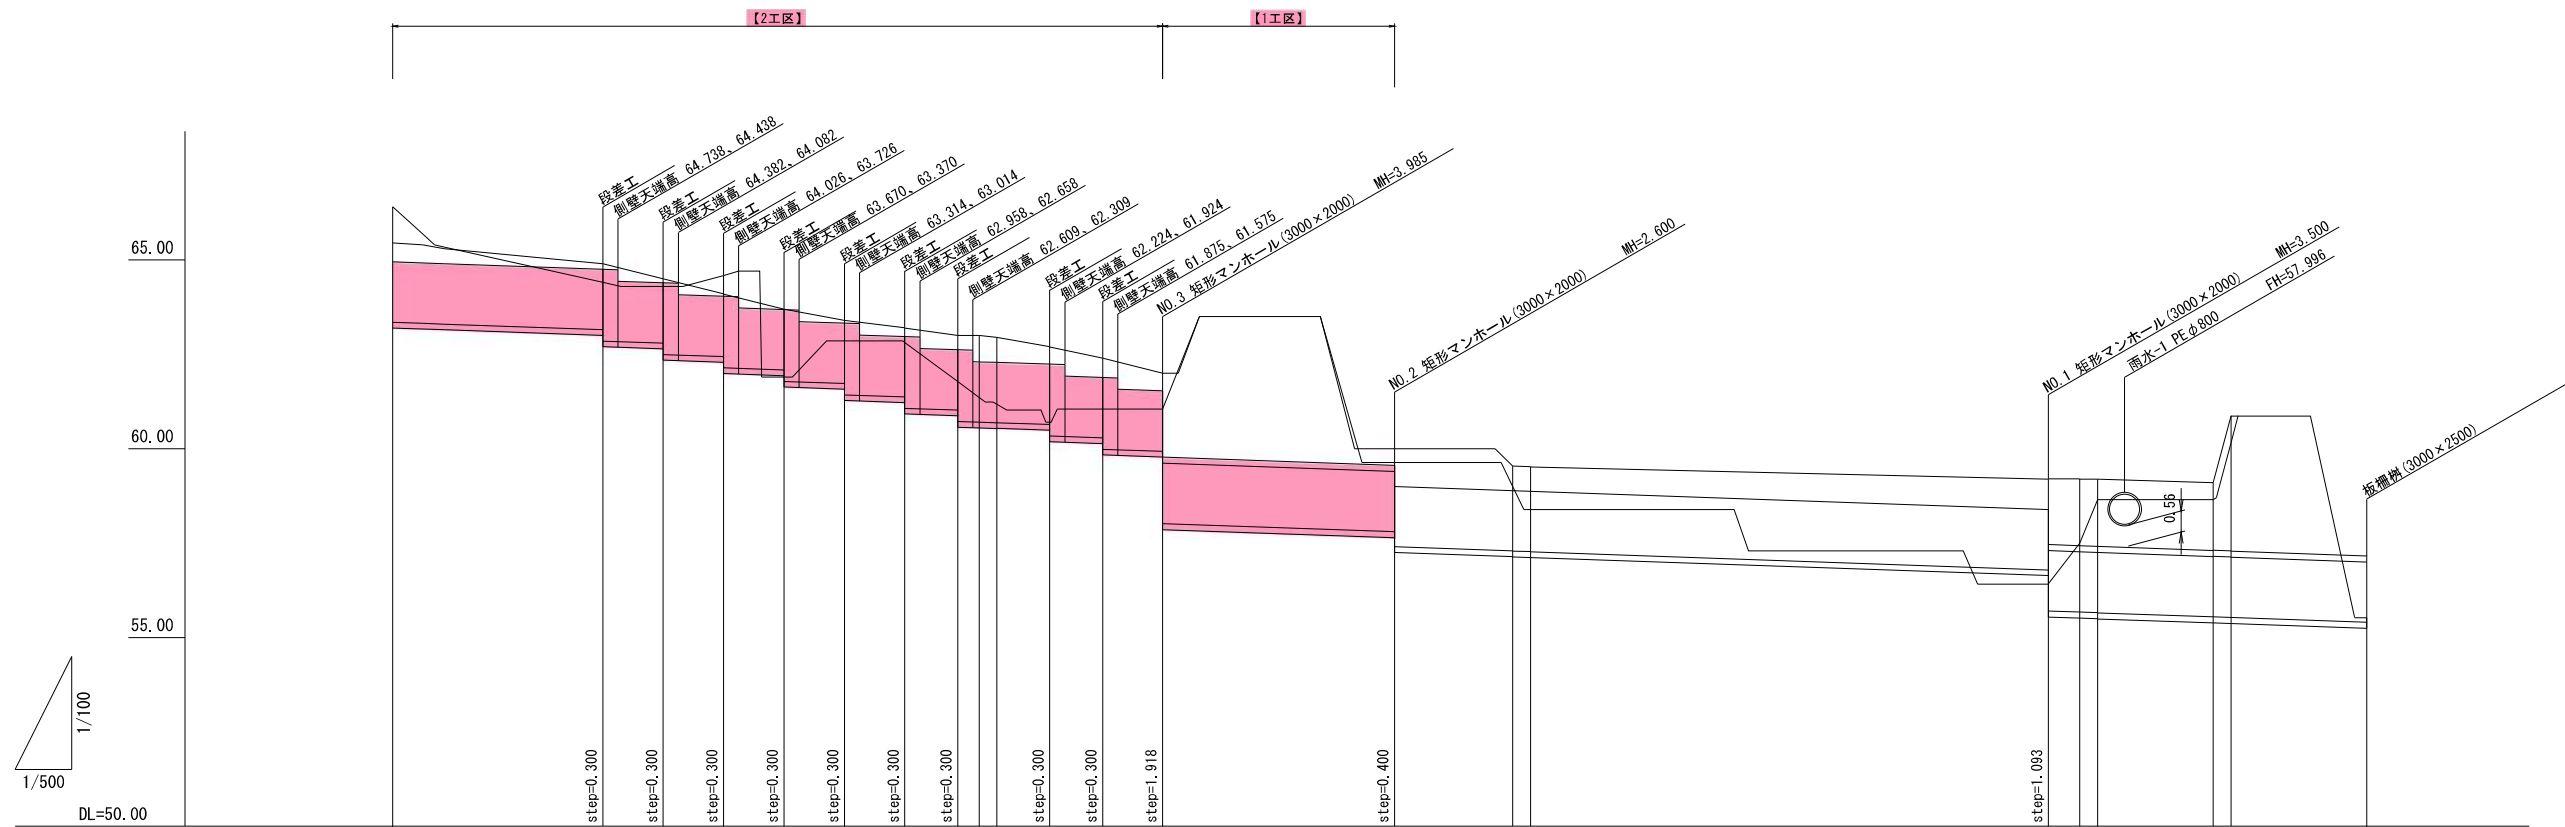 【2工区】
【1工区】
段差工
側壁天端高 64.738、64.438
段差工
側壁天端高 64.382、64.082
段差工
側壁天端高 64.026、63.726
段差工
側壁天端高 63.670、63.370
段差工
側壁天端高 63.314、63.014
段差工
側壁天端高 62.958、62.658
段差工
側壁天端高 62.609、62.309
段差工
側壁天端高 62.224、61.924
段差工
側壁天端高 61.875、61.575
NO.3 矩形マンホール(3000×2000) MH=3.985
NO.2 矩形マンホール(3000×2000) MH=2.600
NO.1 矩形マンホール(3000×2000) MH=3.500
雨水-1 PEφ800 FH=57.996
板柵桝(3000×2500)
0.56
65.00
60.00
55.00
1/100
1/500
DL=50.00
step=0.300
step=0.300
step=0.300
step=0.300
step=0.300
step=0.300
step=0.300
step=0.300
step=0.300
step=1.918
step=0.400
step=1.093